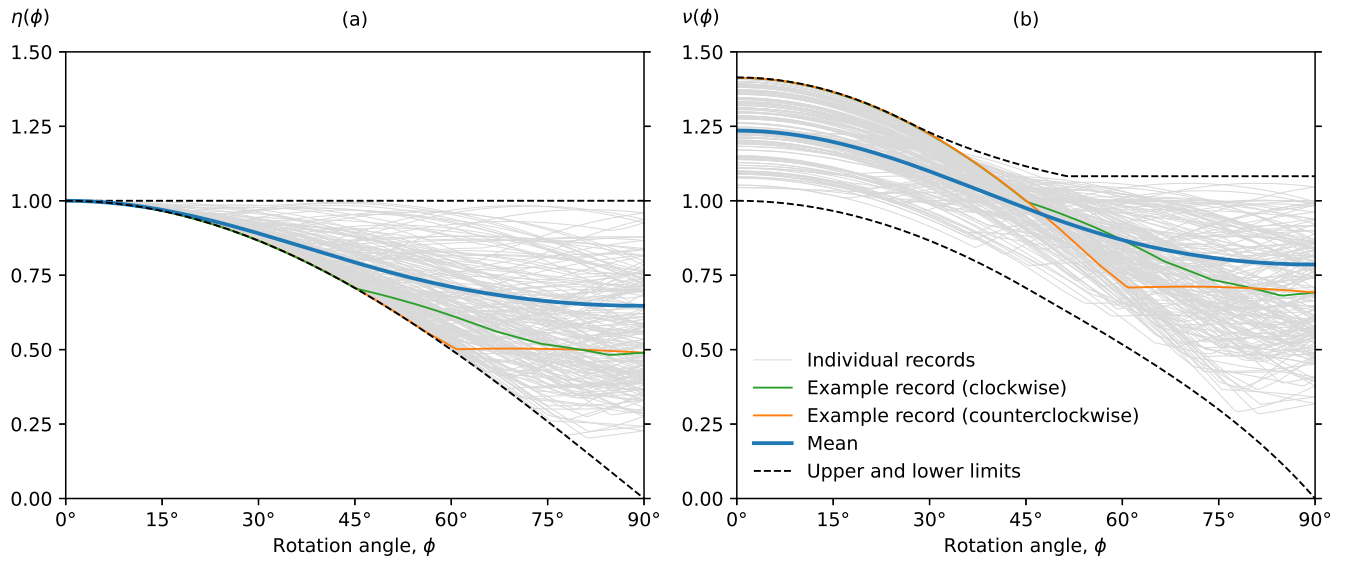 η(ϕ)
(a)
1.50
1.25
1.00
0.75
0.50
0.25
0.00
0° 15° 30° 45° 60° 75° 90°
Rotation angle, ϕ
ν(ϕ)
(b)
1.50
1.25
1.00
0.75
0.50
0.25
0.00
Individual records
Example record (clockwise)
Example record (counterclockwise)
Mean
Upper and lower limits
0° 15° 30° 45° 60° 75° 90°
Rotation angle, ϕ